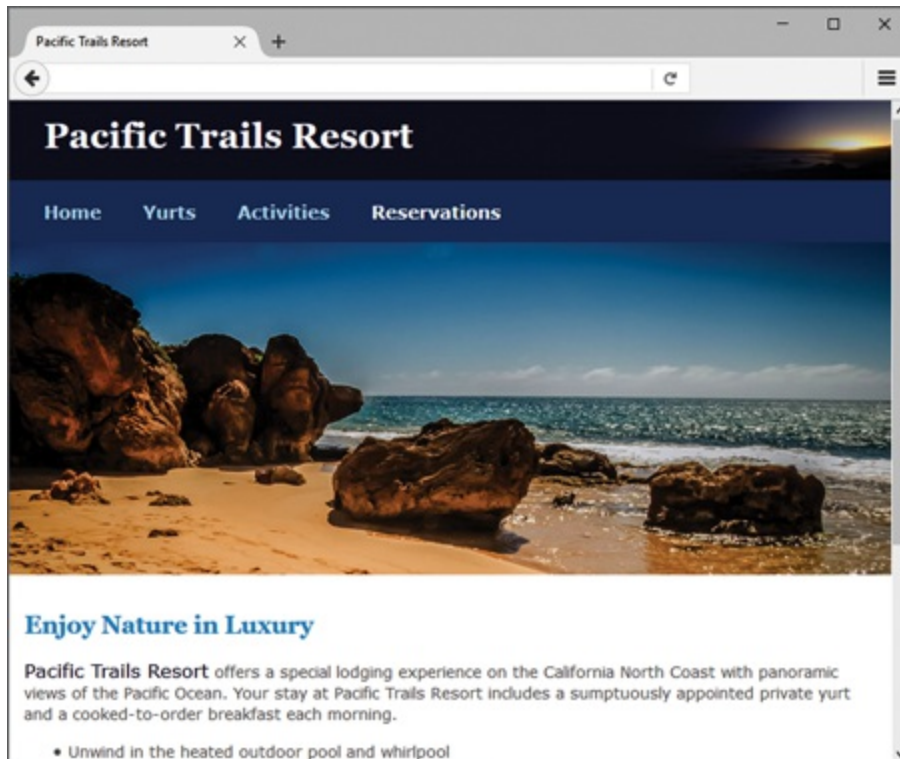 Pacific Trails Resort
Pacific Trails Resort
Home Yurts Activities Reservations
Enjoy Nature in Luxury
Pacific Trails Resort offers a special lodging experience on the California North Coast with panoramic
views of the Pacific Ocean. Your stay at Pacific Trails Resort includes a sumptuously appointed private yurt
and a cooked-to-order breakfast each morning.
• Unwind in the heated outdoor pool and whirlpool